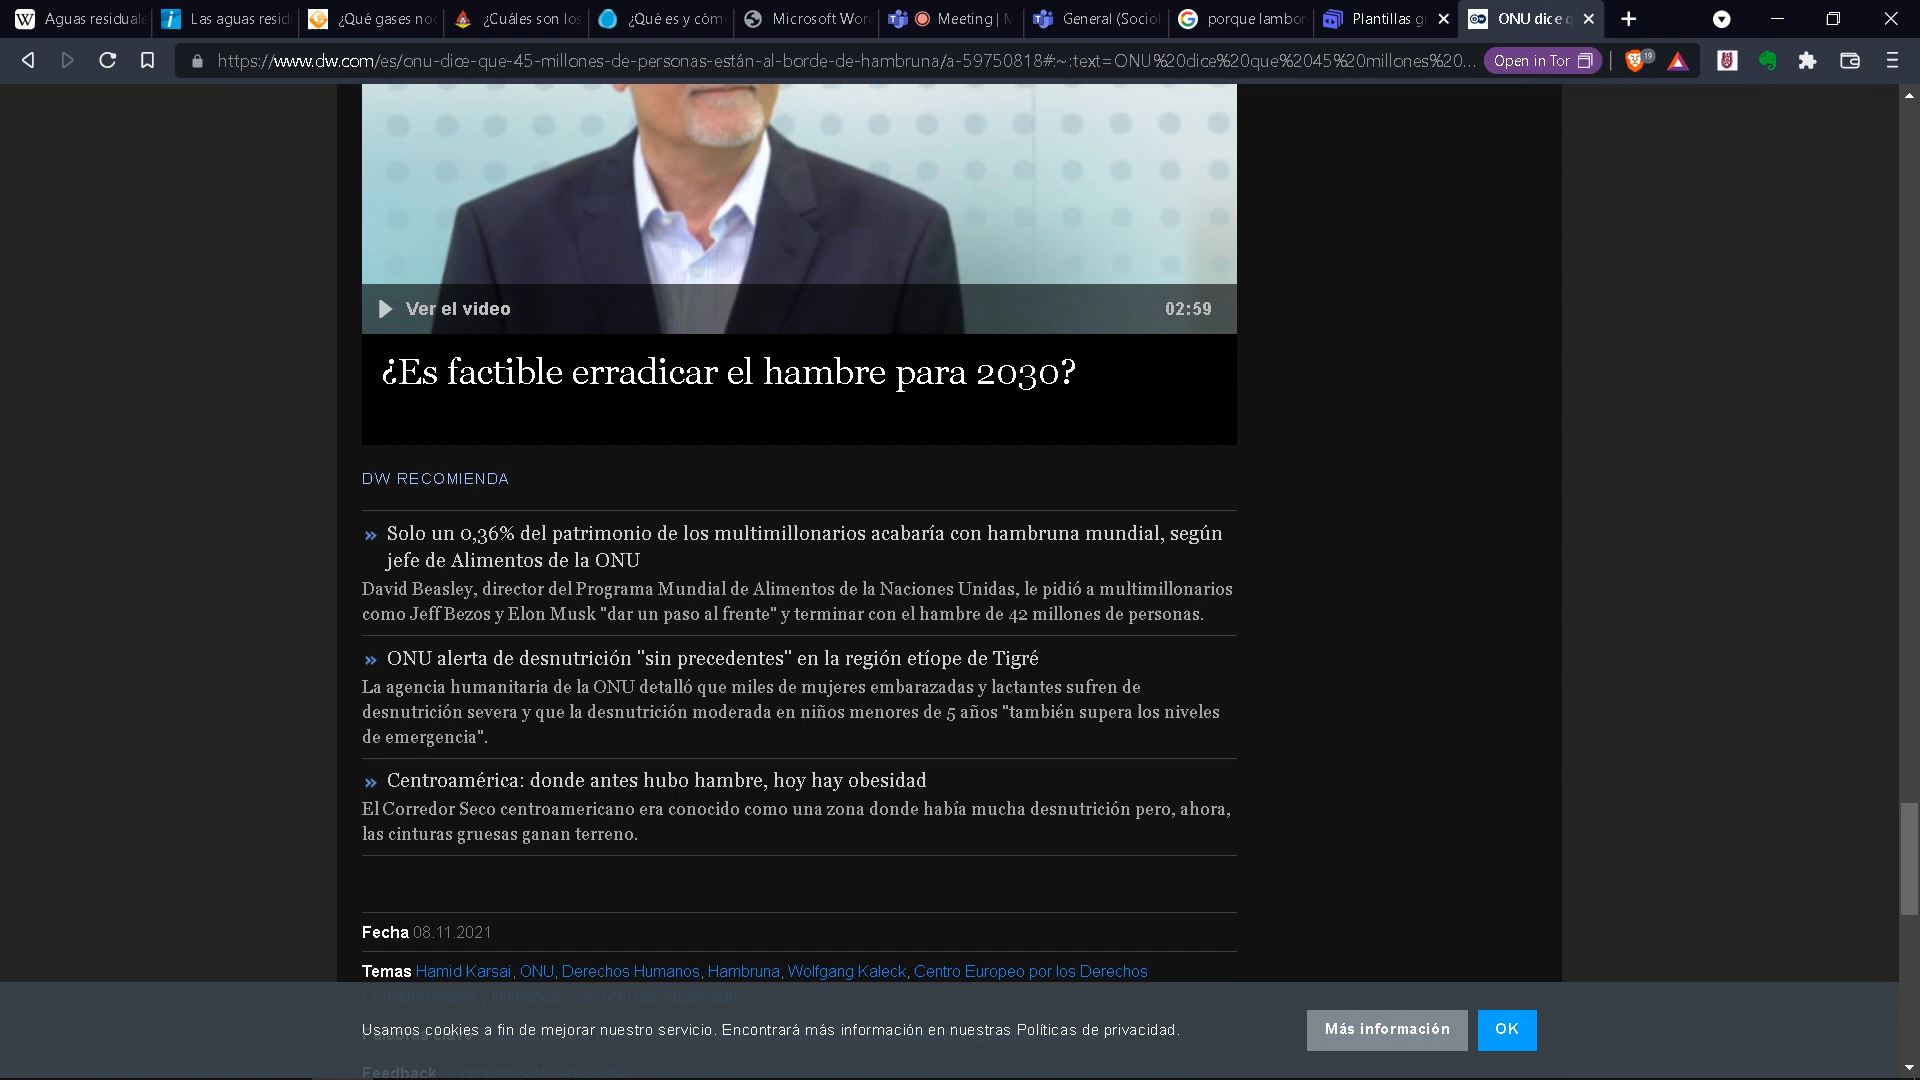 Aguas residuale
Las aguas resid
¿Qué gases no
¿Cuáles son los
¿Qué es y cóm
Microsoft Word
Meeting | M
General (Sociol
porque lambor
Plantillas g
ONU dice q
https://www.dw.com/es/onu-dice-que-45-millones-de-personas-están-al-borde-de-hambruna/a-59750818#:~:text=ONU%20dice%20que%2045%20millones%20...
Open in Tor
19
Ver el video
02:59
¿Es factible erradicar el hambre para 2030?
DW RECOMIENDA
Solo un 0,36% del patrimonio de los multimillonarios acabaría con hambruna mundial, según
jefe de Alimentos de la ONU
David Beasley, director del Programa Mundial de Alimentos de la Naciones Unidas, le pidió a multimillonarios
como Jeff Bezos y Elon Musk "dar un paso al frente" y terminar con el hambre de 42 millones de personas.
ONU alerta de desnutrición "sin precedentes" en la región etíope de Tigré
La agencia humanitaria de la ONU detalló que miles de mujeres embarazadas y lactantes sufren de
desnutrición severa y que la desnutrición moderada en niños menores de 5 años "también supera los niveles
de emergencia".
Centroamérica: donde antes hubo hambre, hoy hay obesidad
El Corredor Seco centroamericano era conocido como una zona donde había mucha desnutrición pero, ahora,
las cinturas gruesas ganan terreno.
Fecha 08.11.2021
Temas Hamid Karsai, ONU, Derechos Humanos, Hambruna, Wolfgang Kaleck, Centro Europeo por los Derechos
Constitucionales y Humanos, Solo noticias, Afganistán
Usamos cookies a fin de mejorar nuestro servicio. Encontrará más información en nuestras Políticas de privacidad.
Más información
OK
Palabras clave
Feedback